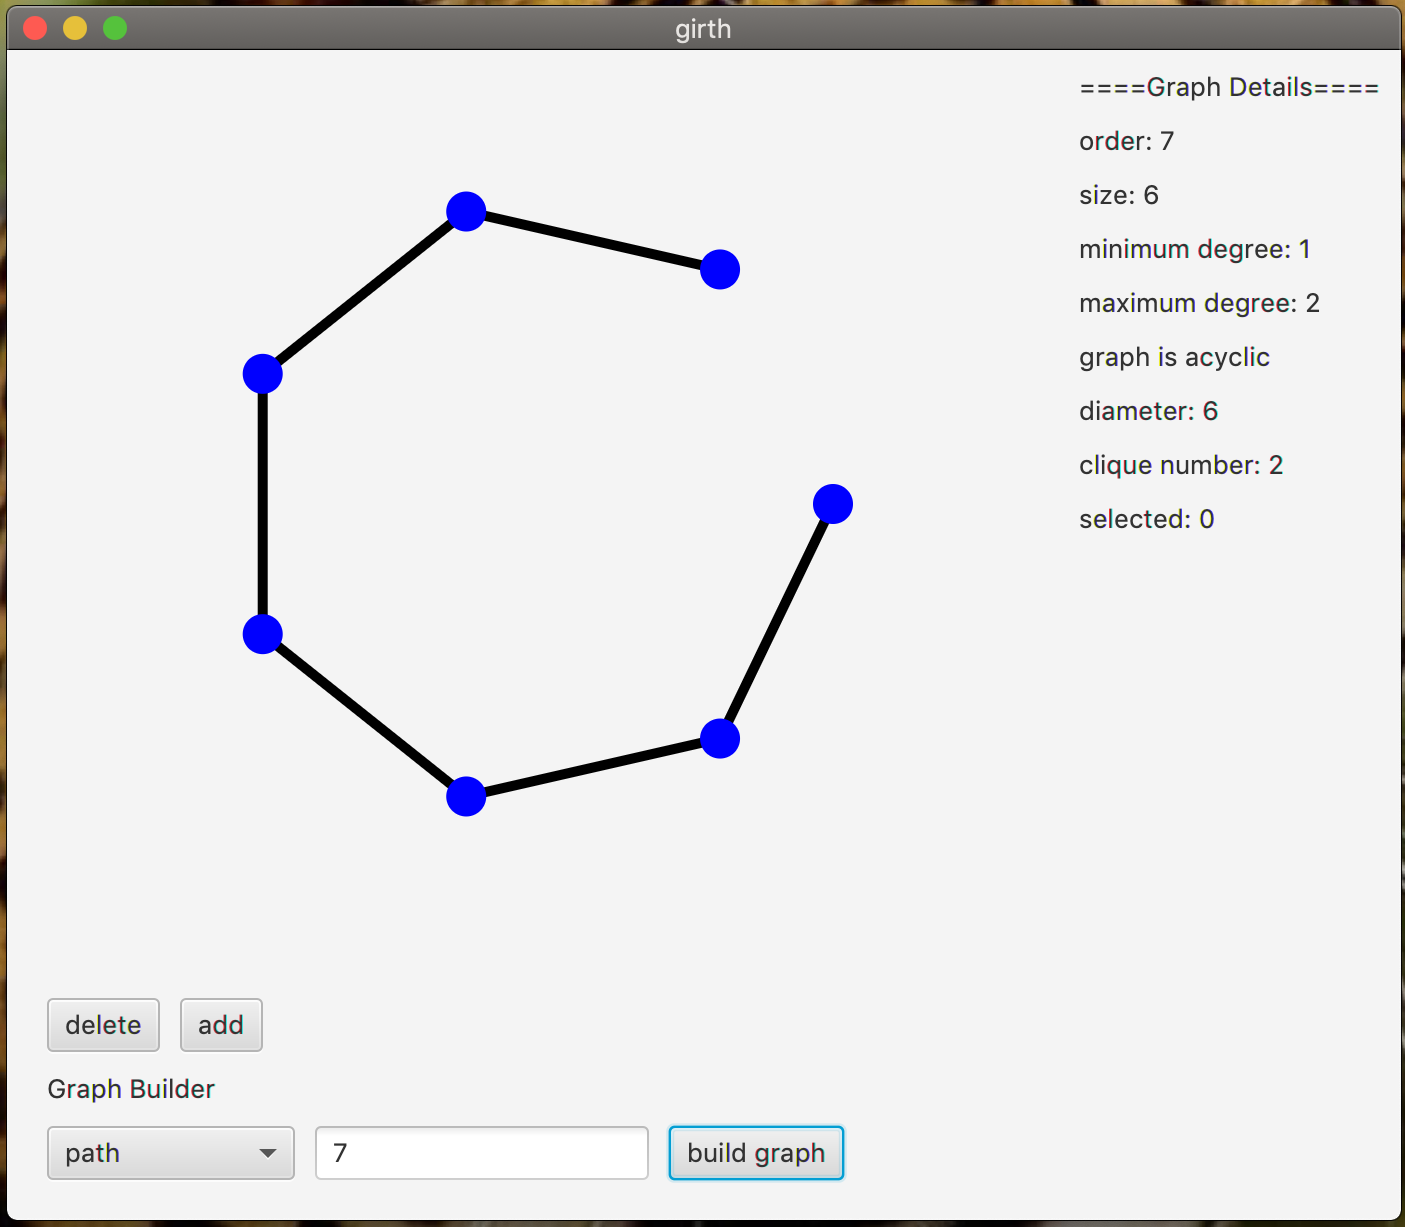 girth
====Graph Details====
order: 7
size: 6
minimum degree: 1
maximum degree: 2
graph is acyclic
diameter: 6
clique number: 2
selected: 0
delete add
Graph Builder
path 7 build graph